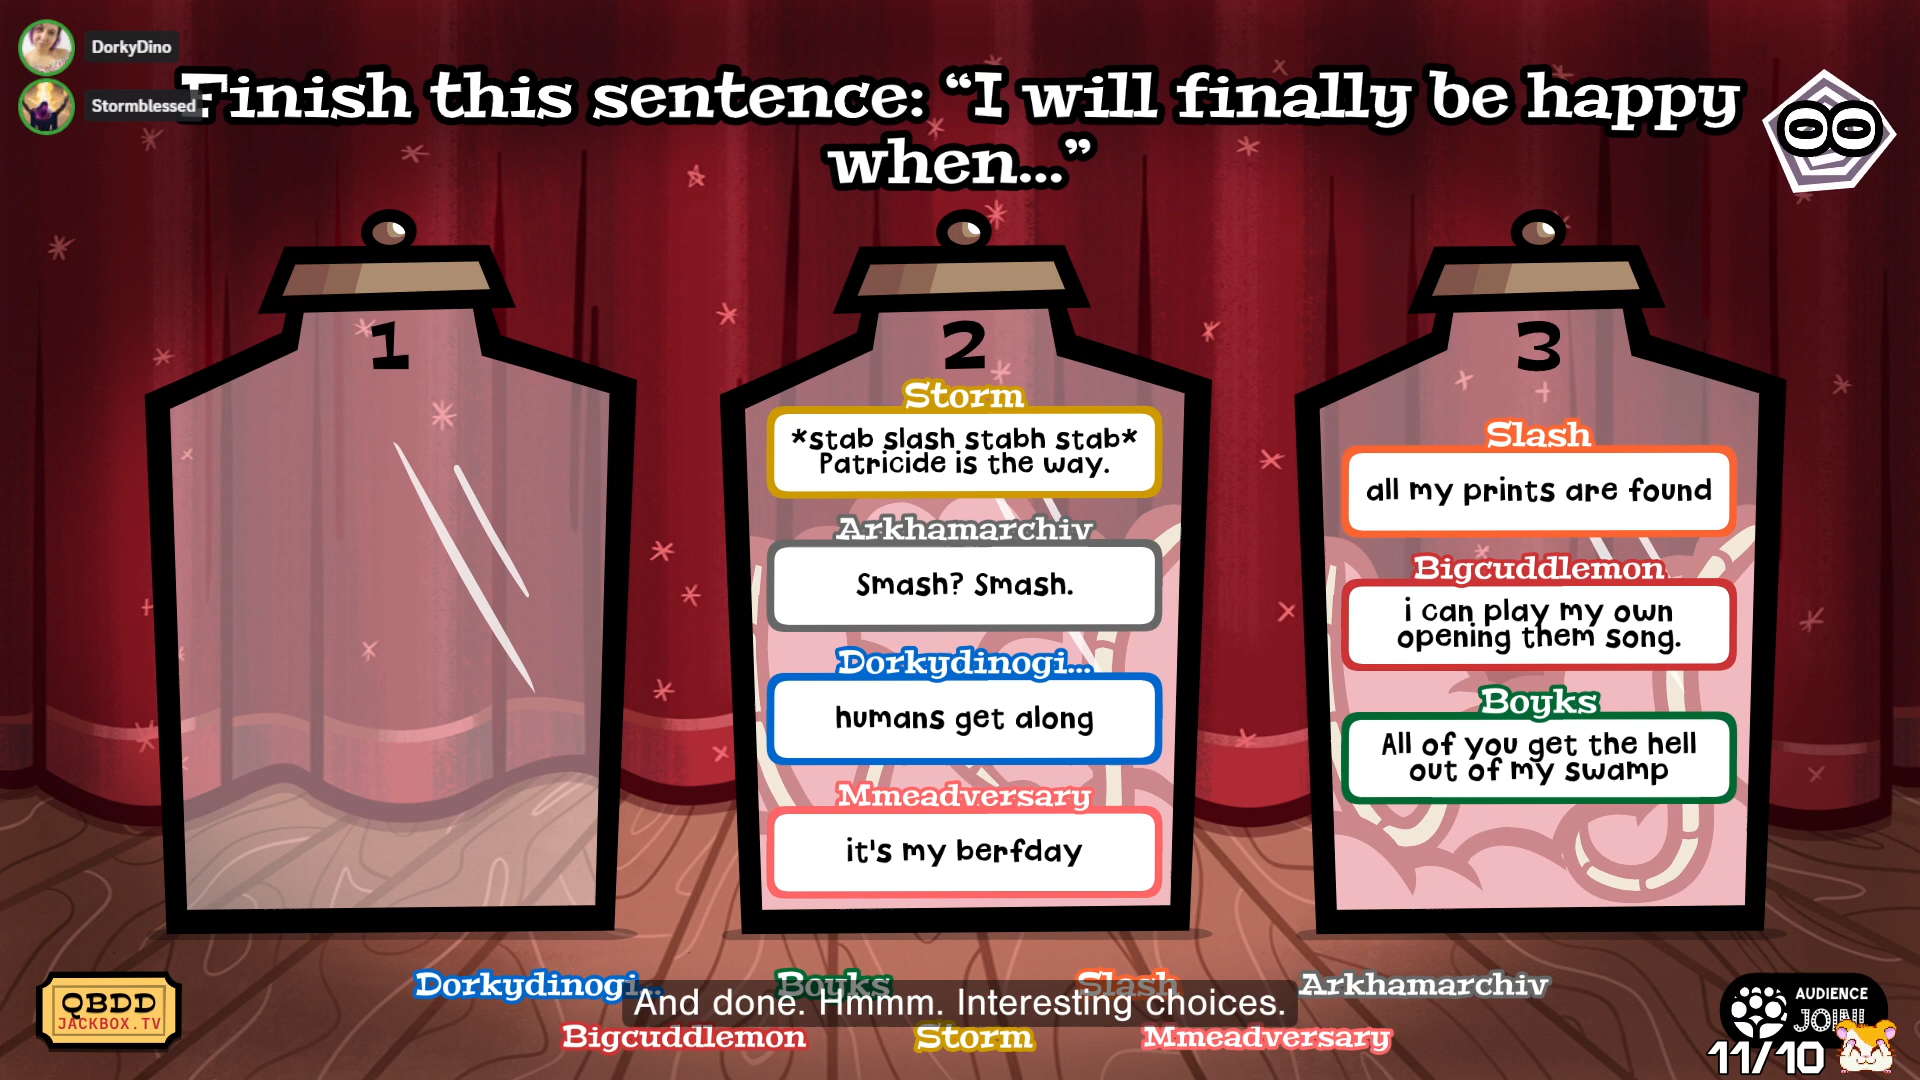 DorkyDino
Stormblessed
Finish this sentence: “I will finally be happy
when...”
1
2
3
Storm
*stab slash stabh stab*
Patricide is the way.
Arkhamarchiv
Smash? Smash.
Dorkydinogi...
humans get along
Mmeadversary
it's my berfday
Slash
all my prints are found
Bigcuddlemon
i can play my own
opening them song.
Boyks
All of you get the hell
out of my swamp
Dorkydinogi...
Boyks
Slash
Arkhamarchiv
And done. Hmmm. Interesting choices.
Bigcuddlemon
Storm
Mmeadversary
QBDD
JACKBOX.TV
AUDIENCE
JOIN!
11/10